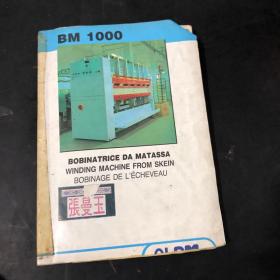 BM 1000
BOBINATRICE DA MATASSA
WINDING MACHINE FROM SKEIN
BOBINAGE DE L'ÉCHEVEAU
張曼玉